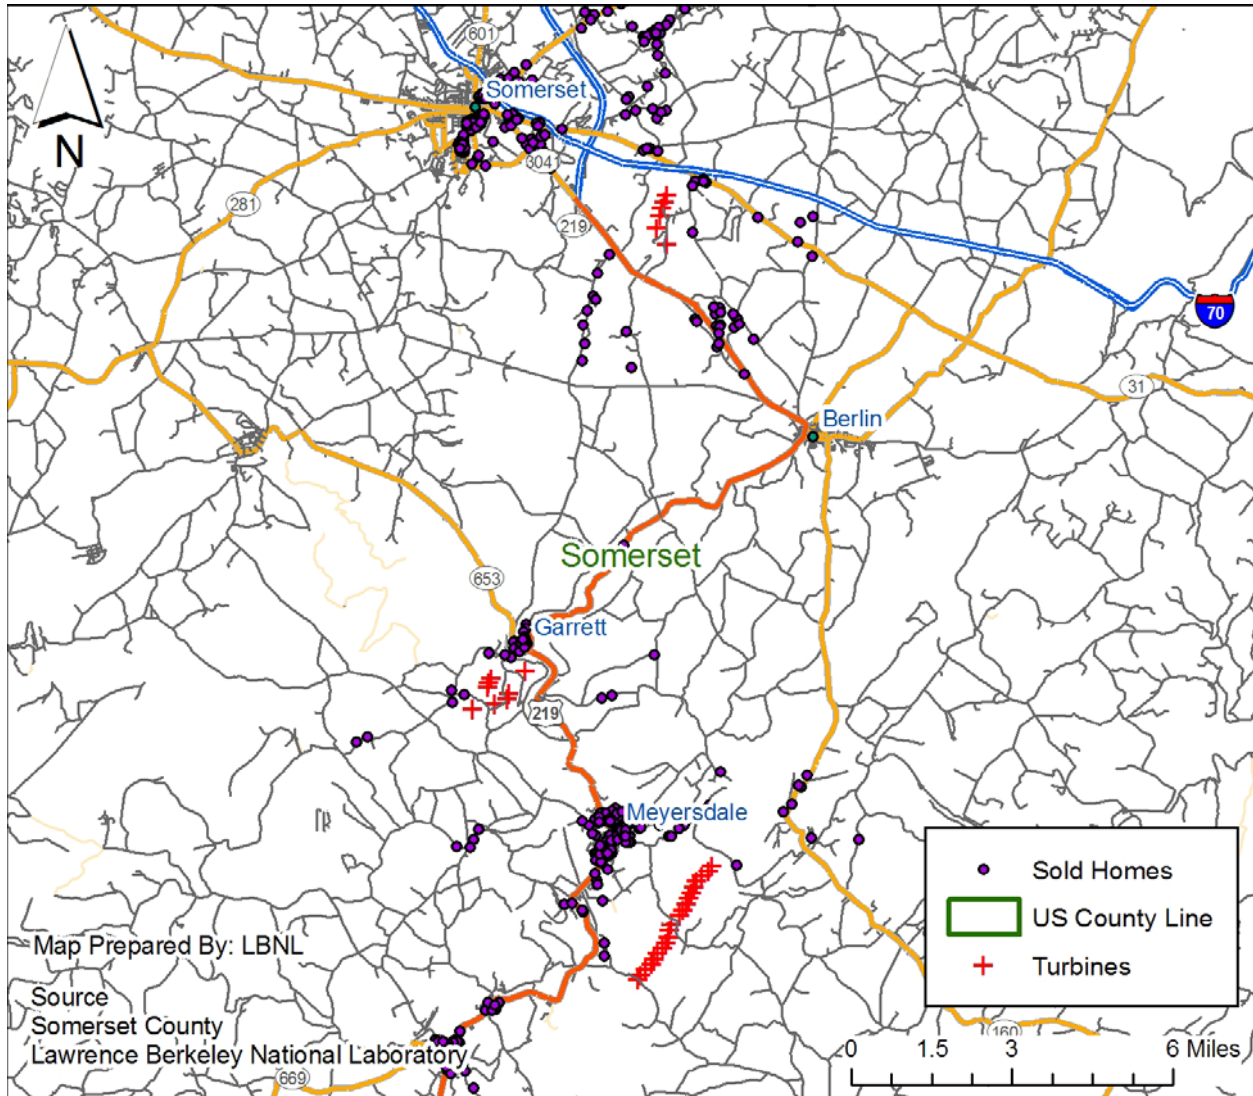 601
Somerset
N
3041
281
219
70
31
Berlin
Somerset
653
Garrett
219
Meyersdale
Sold Homes
US County Line
Turbines
Map Prepared By: LBNL
Source
Somerset County
Lawrence Berkeley National Laboratory
160
0 1.5 3 6 Miles
669